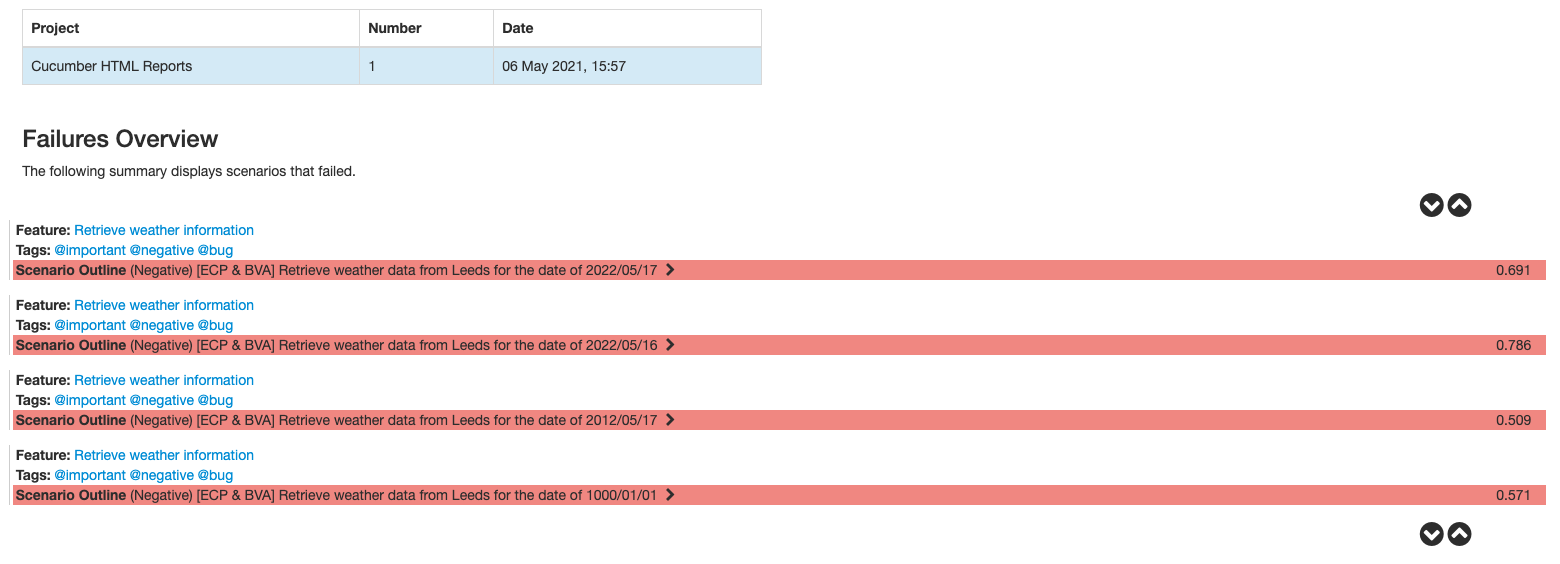 Project Number Date
Cucumber HTML Reports 1 06 May 2021, 15:57
Failures Overview
The following summary displays scenarios that failed.
Feature: Retrieve weather information
Tags: @important @negative @bug
Scenario Outline (Negative) [ECP & BVA] Retrieve weather data from Leeds for the date of 2022/05/17 0.691
Feature: Retrieve weather information
Tags: @important @negative @bug
Scenario Outline (Negative) [ECP & BVA] Retrieve weather data from Leeds for the date of 2022/05/16 0.786
Feature: Retrieve weather information
Tags: @important @negative @bug
Scenario Outline (Negative) [ECP & BVA] Retrieve weather data from Leeds for the date of 2012/05/17 0.509
Feature: Retrieve weather information
Tags: @important @negative @bug
Scenario Outline (Negative) [ECP & BVA] Retrieve weather data from Leeds for the date of 1000/01/01 0.571